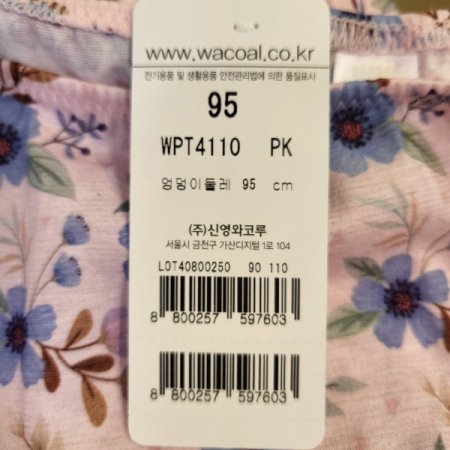 www.wacoal.co.kr
전기용품 및 생활용품 안전관리법에 의한 품질표시
95
WPT4110 PK
엉덩이둘레 95 cm
(주)신영와코루
서울시 금천구 가산디지털 1로 104
LOT40800250 90 110
8 800257 597603
8 800257 597603